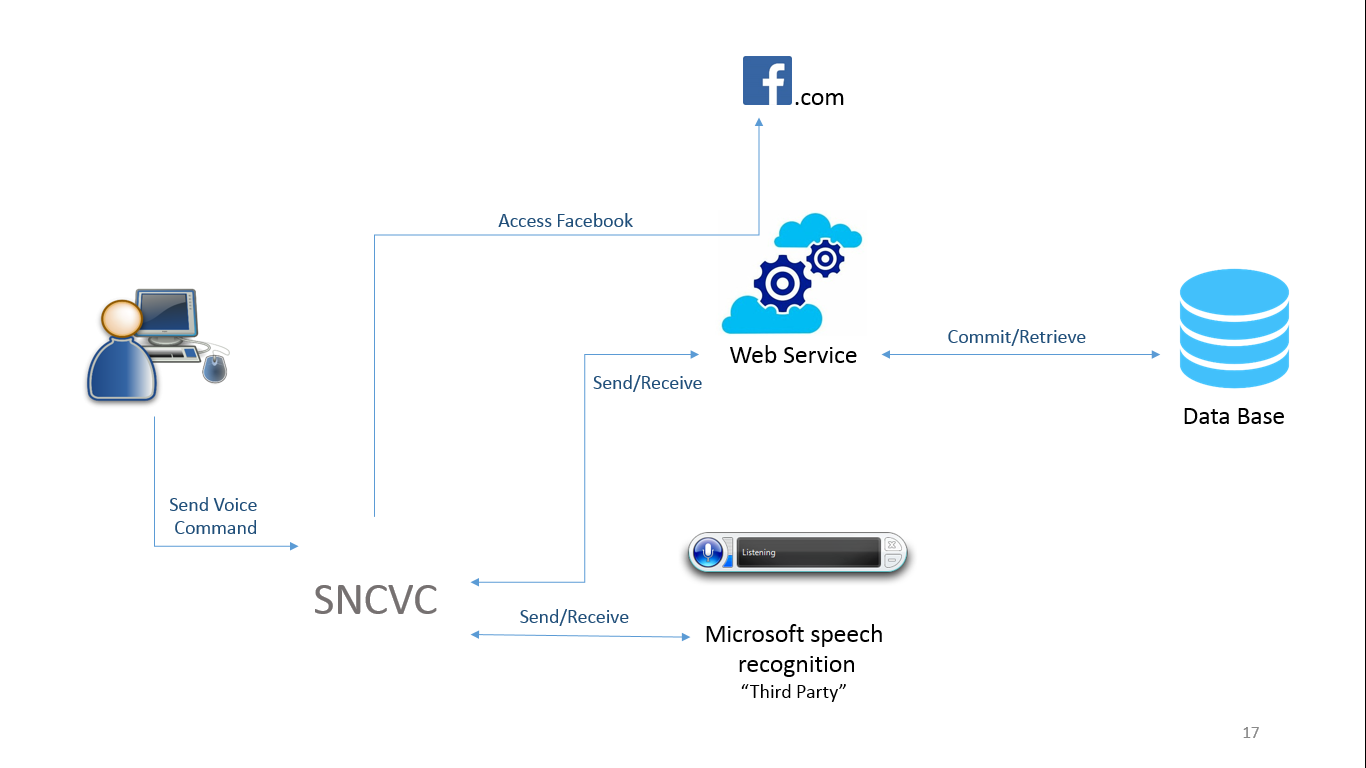 f.com
Access Facebook
Web Service
Commit/Retrieve
Send/Receive
Data Base
Send Voice
Command
Listening
SNCVC
Send/Receive
Microsoft speech
recognition
“Third Party”
17